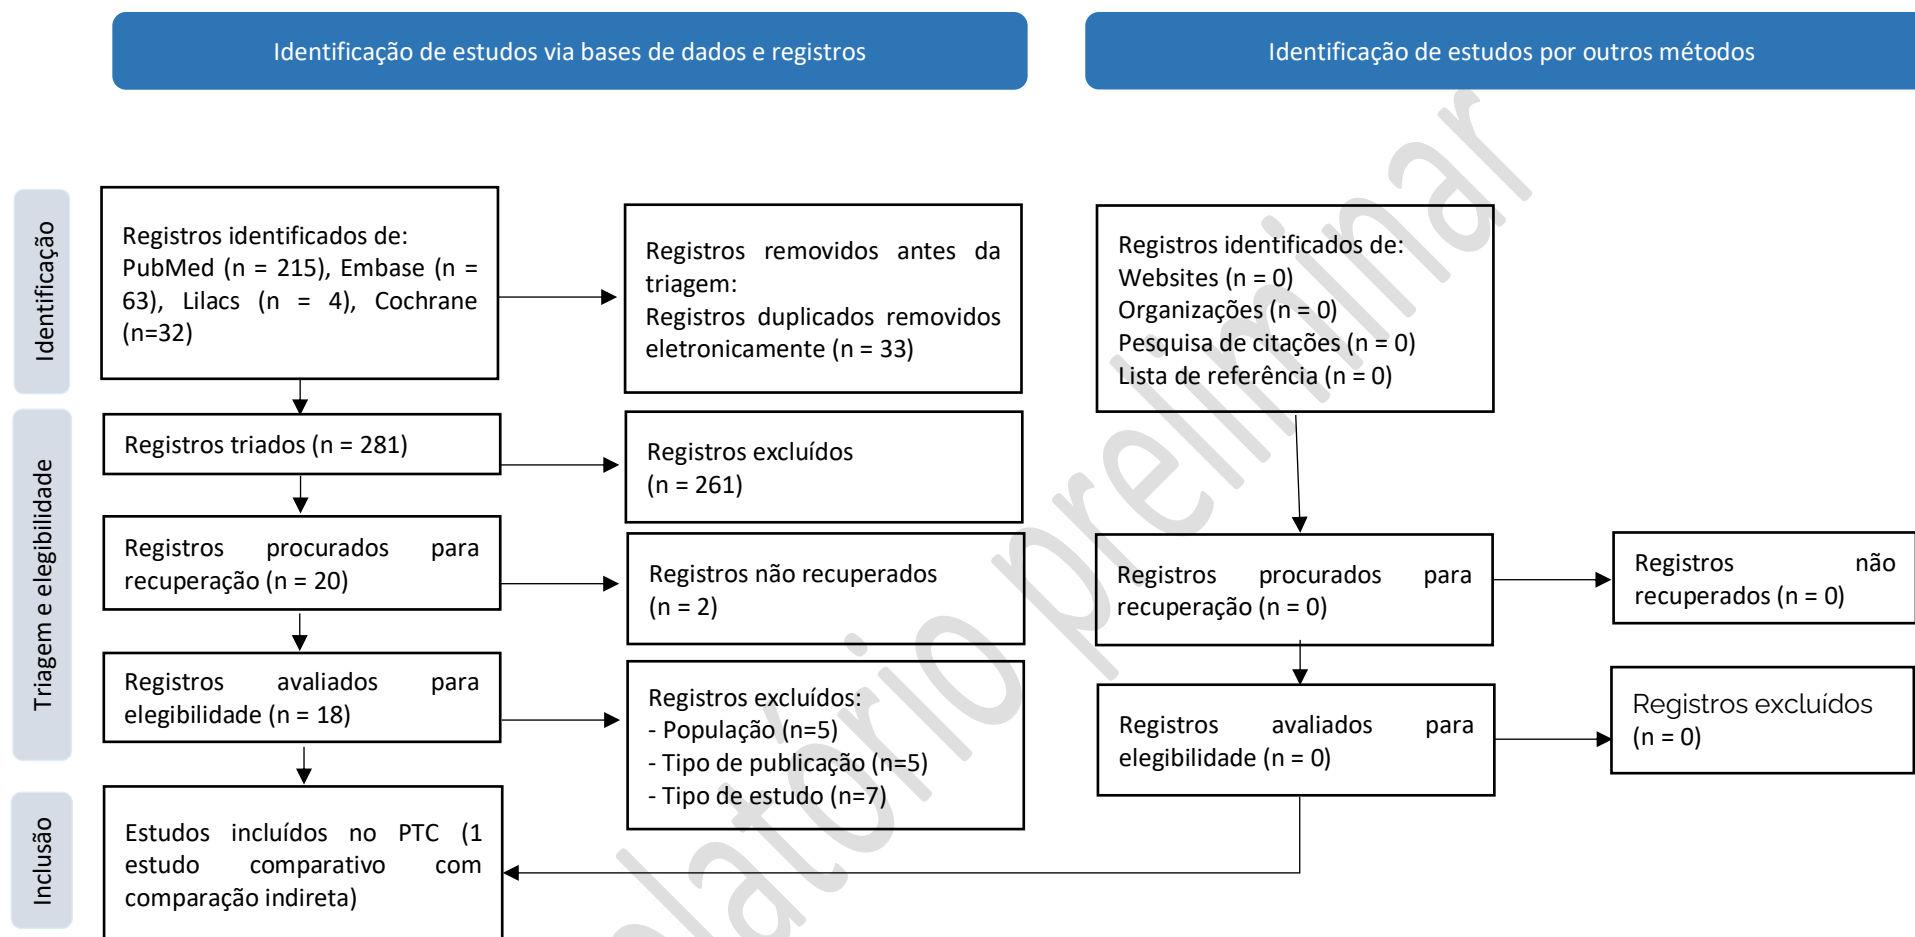 Identificação de estudos via bases de dados e registros
Identificação de estudos por outros métodos
Identificação
Registros identificados de:
PubMed (n = 215), Embase (n =
63), Lilacs (n = 4), Cochrane
(n=32)
Registros removidos antes da
triagem:
Registros duplicados removidos
eletronicamente (n = 33)
Registros identificados de:
Websites (n = 0)
Organizações (n = 0)
Pesquisa de citações (n = 0)
Lista de referência (n = 0)
Triagem e elegibilidade
Registros triados (n = 281)
Registros excluídos
(n = 261)
Registros procurados para
recuperação (n = 20)
Registros não recuperados
(n = 2)
Registros procurados para
recuperação (n = 0)
Registros não
recuperados (n = 0)
Registros avaliados para
elegibilidade (n = 18)
Registros excluídos:
- População (n=5)
- Tipo de publicação (n=5)
- Tipo de estudo (n=7)
Registros avaliados para
elegibilidade (n = 0)
Registros excluídos
(n = 0)
Inclusão
Estudos incluídos no PTC (1
estudo comparativo com
comparação indireta)
elatório preliminar